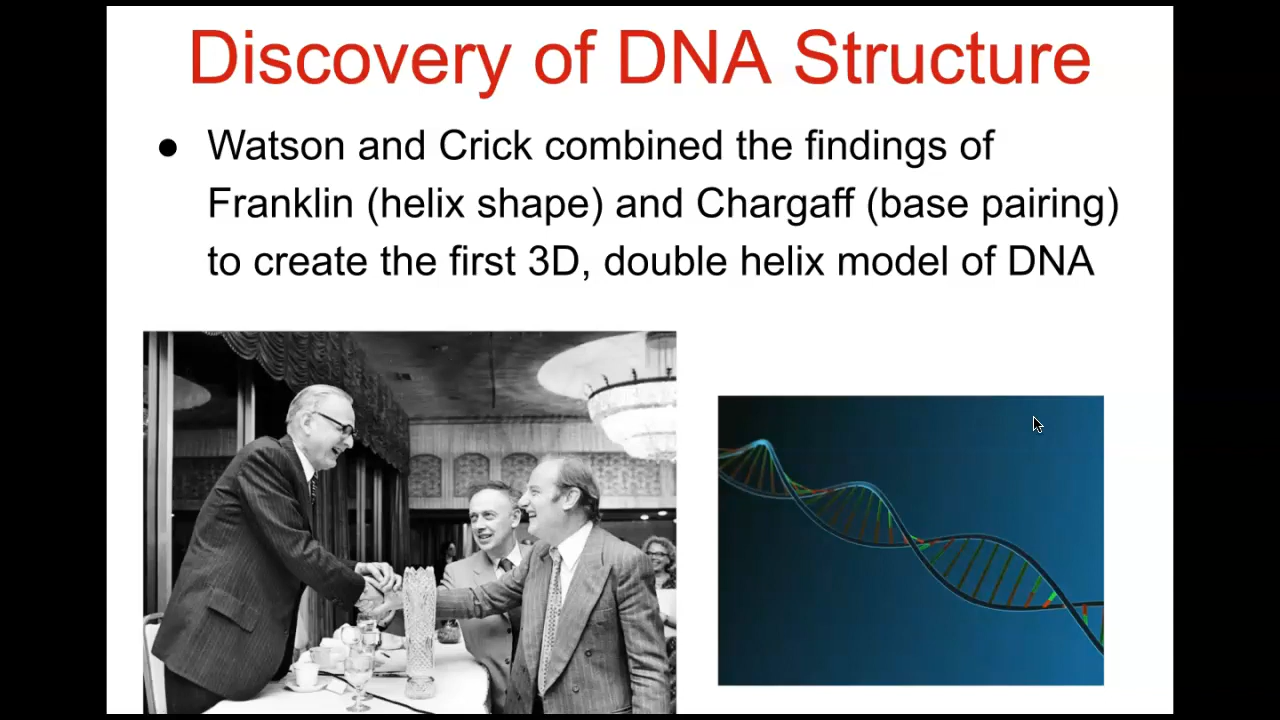 Discovery of DNA Structure
● Watson and Crick combined the findings of
Franklin (helix shape) and Chargaff (base pairing)
to create the first 3D, double helix model of DNA